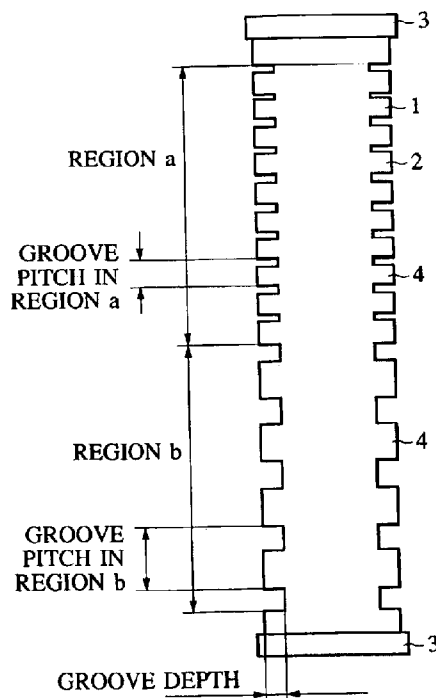 3
1
REGION a
2
GROOVE
PITCH IN
REGION a
4
REGION b
4
GROOVE
PITCH IN
REGION b
3
GROOVE DEPTH